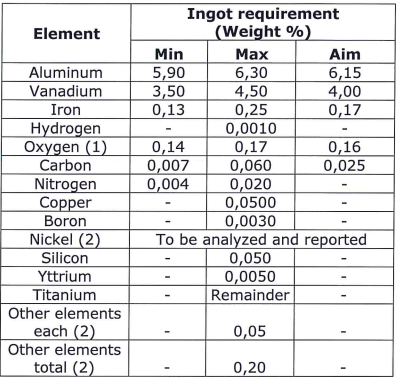 Element Ingot requirement (Weight %)
Min Max Aim
Aluminum 5,90 6,30 6,15
Vanadium 3,50 4,50 4,00
Iron 0,13 0,25 0,17
Hydrogen - 0,0010 -
Oxygen (1) 0,14 0,17 0,16
Carbon 0,007 0,060 0,025
Nitrogen 0,004 0,020 -
Copper - 0,0500 -
Boron - 0,0030 -
Nickel (2) To be analyzed and reported
Silicon - 0,050 -
Yttrium - 0,0050 -
Titanium - Remainder -
Other elements
each (2) - 0,05 -
Other elements
total (2) - 0,20 -